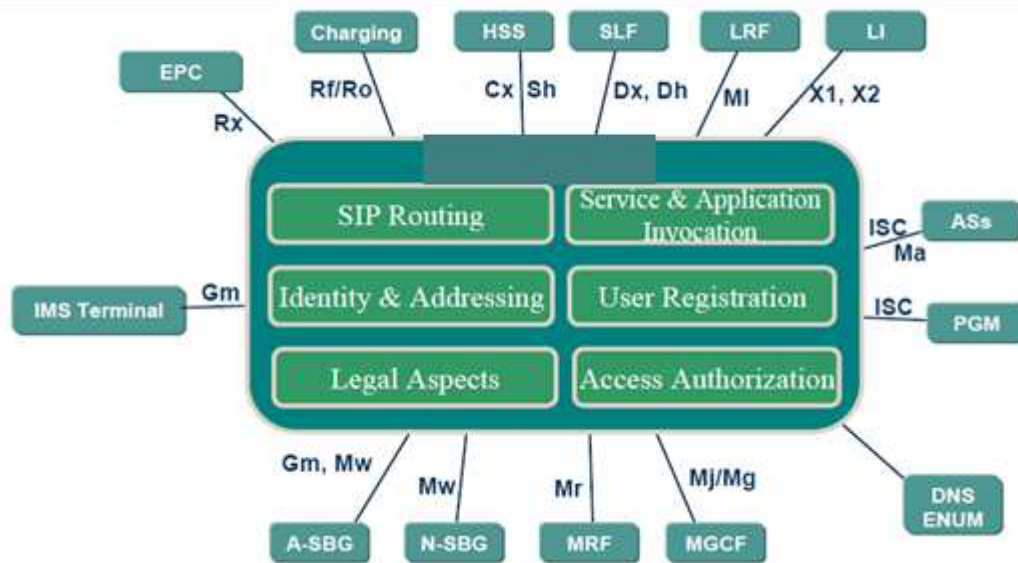 Charging
HSS
SLF
LRF
LI
EPC
Rf/Ro
Cx Sh
Dx, Dh
Ml
X1, X2
Rx
SIP Routing
Service & Application
Invocation
ISC
ASs
Ma
Gm
IMS Terminal
Identity & Addressing
User Registration
ISC
PGM
Legal Aspects
Access Authorization
Gm, Mw
Mw
Mr
Mj/Mg
DNS
ENUM
A-SBG
N-SBG
MRF
MGCF